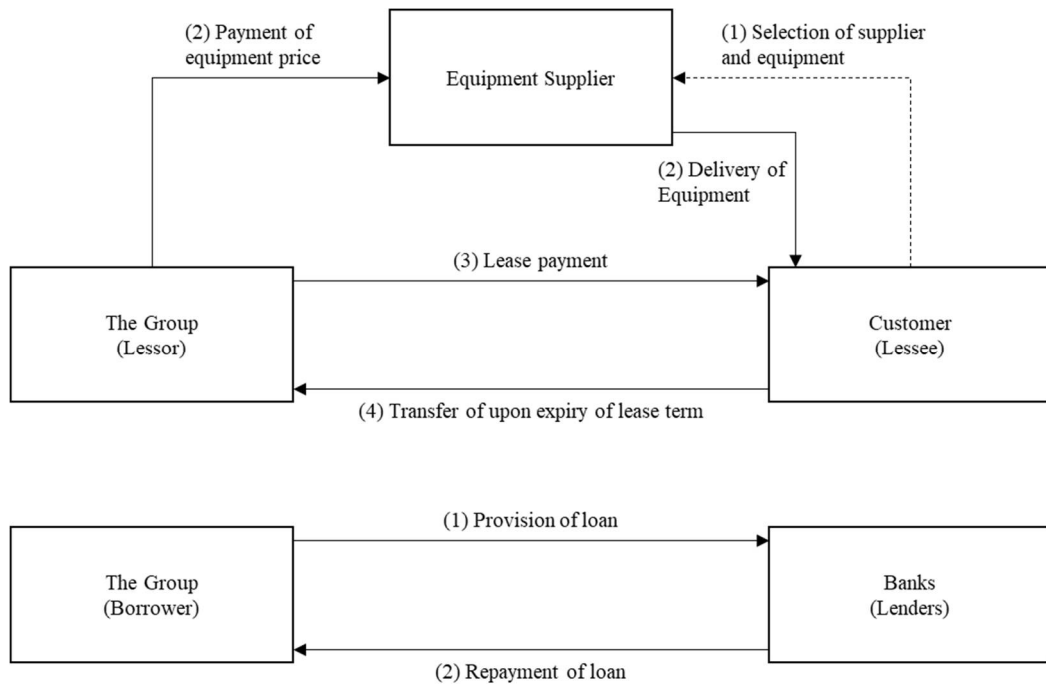 (2) Payment of
equipment price
(1) Selection of supplier
and equipment
Equipment Supplier
(2) Delivery of
Equipment
(3) Lease payment
The Group
(Lessor)
Customer
(Lessee)
(4) Transfer of upon expiry of lease term
(1) Provision of loan
The Group
(Borrower)
Banks
(Lenders)
(2) Repayment of loan